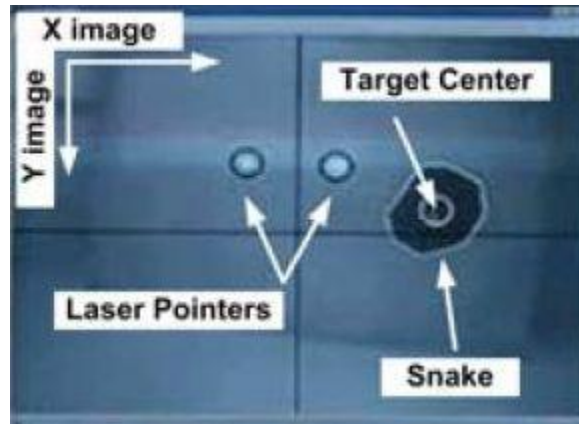 X image
Y image
Target Center
Laser Pointers
Snake